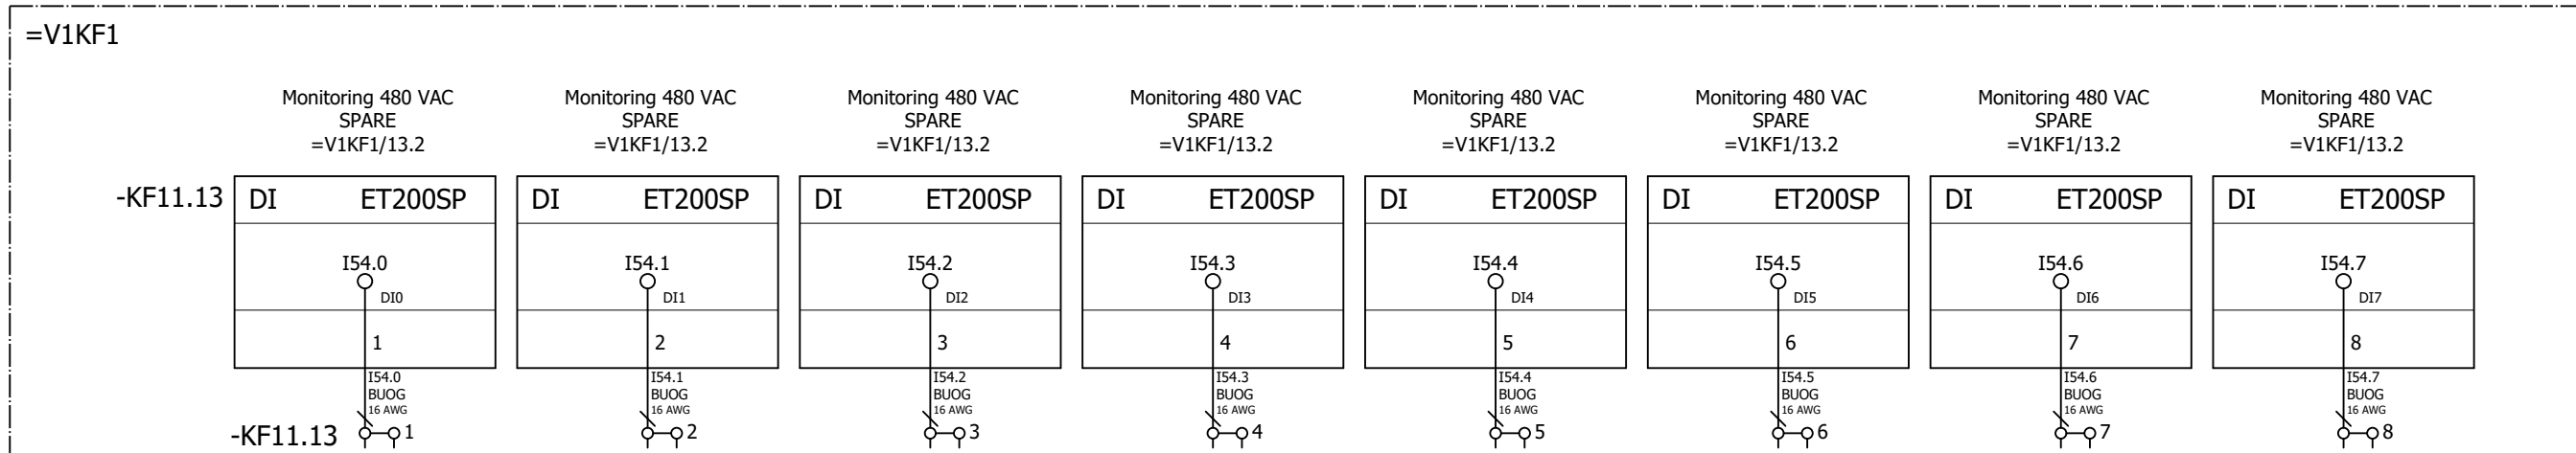 =V1KF1
Monitoring 480 VAC Monitoring 480 VAC Monitoring 480 VAC Monitoring 480 VAC Monitoring 480 VAC Monitoring 480 VAC Monitoring 480 VAC Monitoring 480 VAC
SPARE SPARE SPARE SPARE SPARE SPARE SPARE SPARE
=V1KF1/13.2 =V1KF1/13.2 =V1KF1/13.2 =V1KF1/13.2 =V1KF1/13.2 =V1KF1/13.2 =V1KF1/13.2 =V1KF1/13.2
-KF11.13 DI ET200SP DI ET200SP DI ET200SP DI ET200SP DI ET200SP DI ET200SP DI ET200SP DI ET200SP
I54.0 I54.1 I54.2 I54.3 I54.4 I54.5 I54.6 I54.7
DI0 DI1 DI2 DI3 DI4 DI5 DI6 DI7
1 2 3 4 5 6 7 8
I54.0 I54.1 I54.2 I54.3 I54.4 I54.5 I54.6 I54.7
BUOG BUOG BUOG BUOG BUOG BUOG BUOG BUOG
16 AWG 16 AWG 16 AWG 16 AWG 16 AWG 16 AWG 16 AWG 16 AWG
-KF11.13 1 2 3 4 5 6 7 8